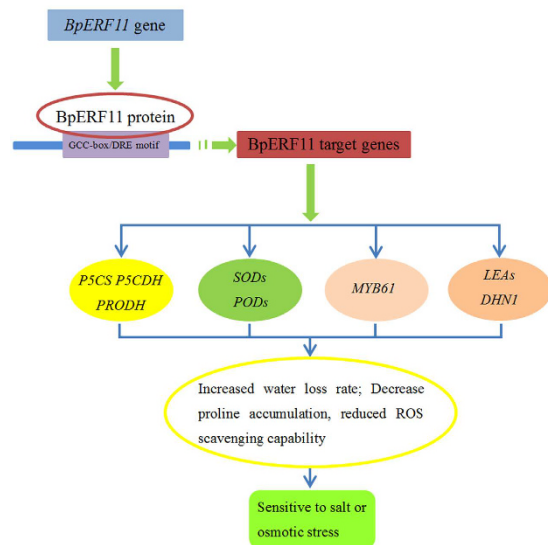 BpERF11 gene
BpERF11 protein
GCC-box/DRE motif
BpERF11 target genes
P5CS P5CDH
PRODH
SODs
PODs
MYB61
LEAs
DHN1
Increased water loss rate; Decrease
proline accumulation, reduced ROS
scavenging capability
Sensitive to salt or
osmotic stress